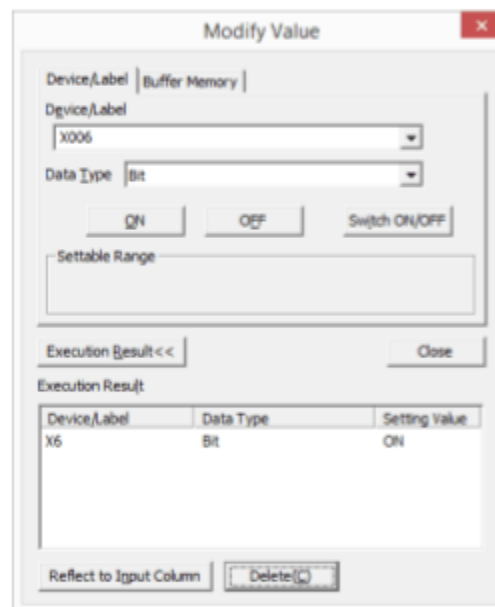 Modify Value
Device/Label Buffer Memory
Device/Label
X006
Data Type Bit
ON OFF Switch ON/OFF
Settable Range
Execution Result<< Close
Execution Result
Device/Label Data Type Setting Value
X6 Bit ON
Reflect to Input Column Delete(C)